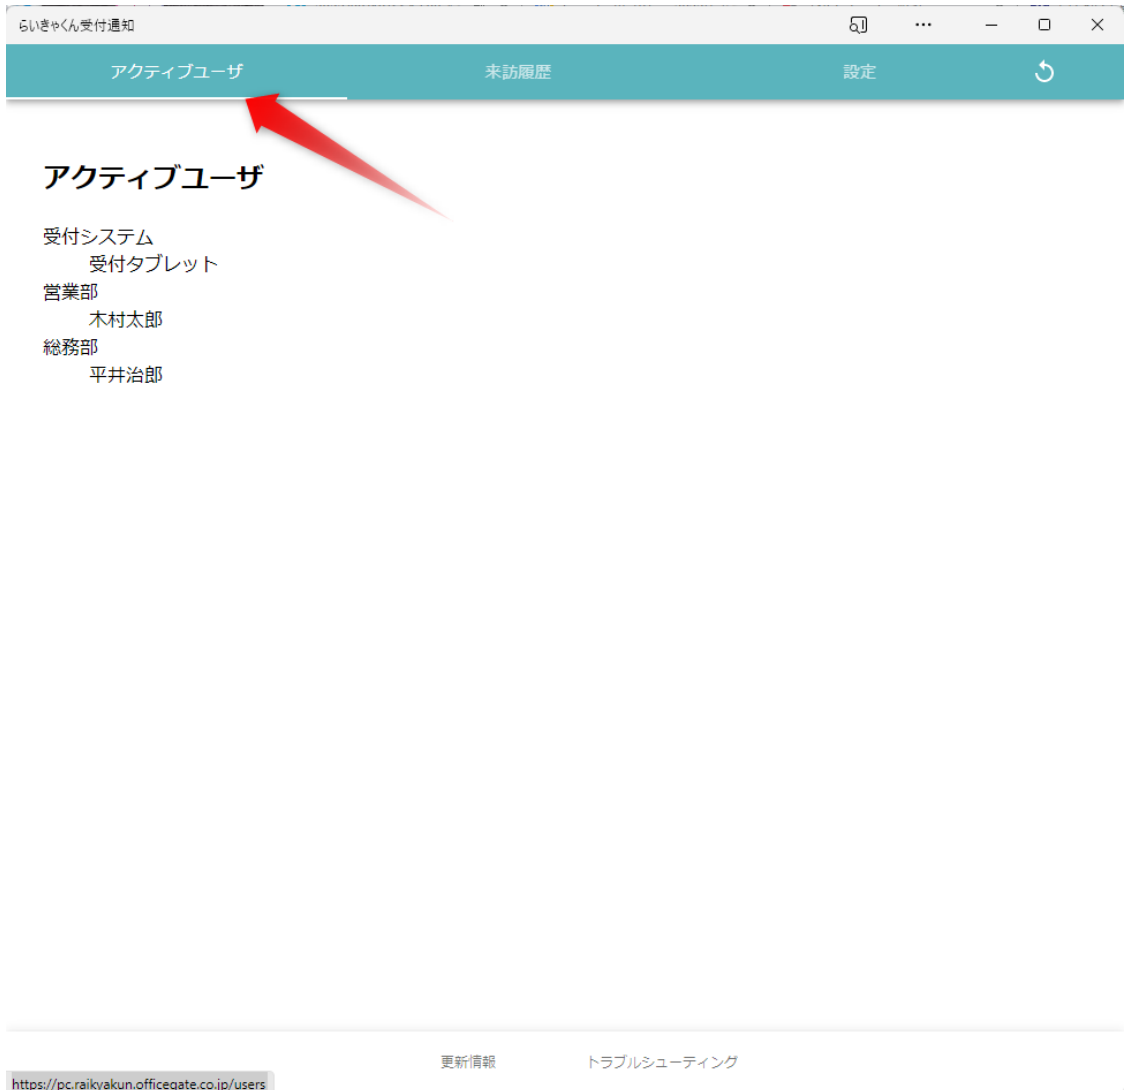 らいきゃくん受付通知
アクティブユーザ 来訪履歴 設定
アクティブユーザ
受付システム
受付タブレット
営業部
木村太郎
総務部
平井治郎
更新情報 トラブルシューティング
https://pc.raikyakun.officegate.co.jp/users